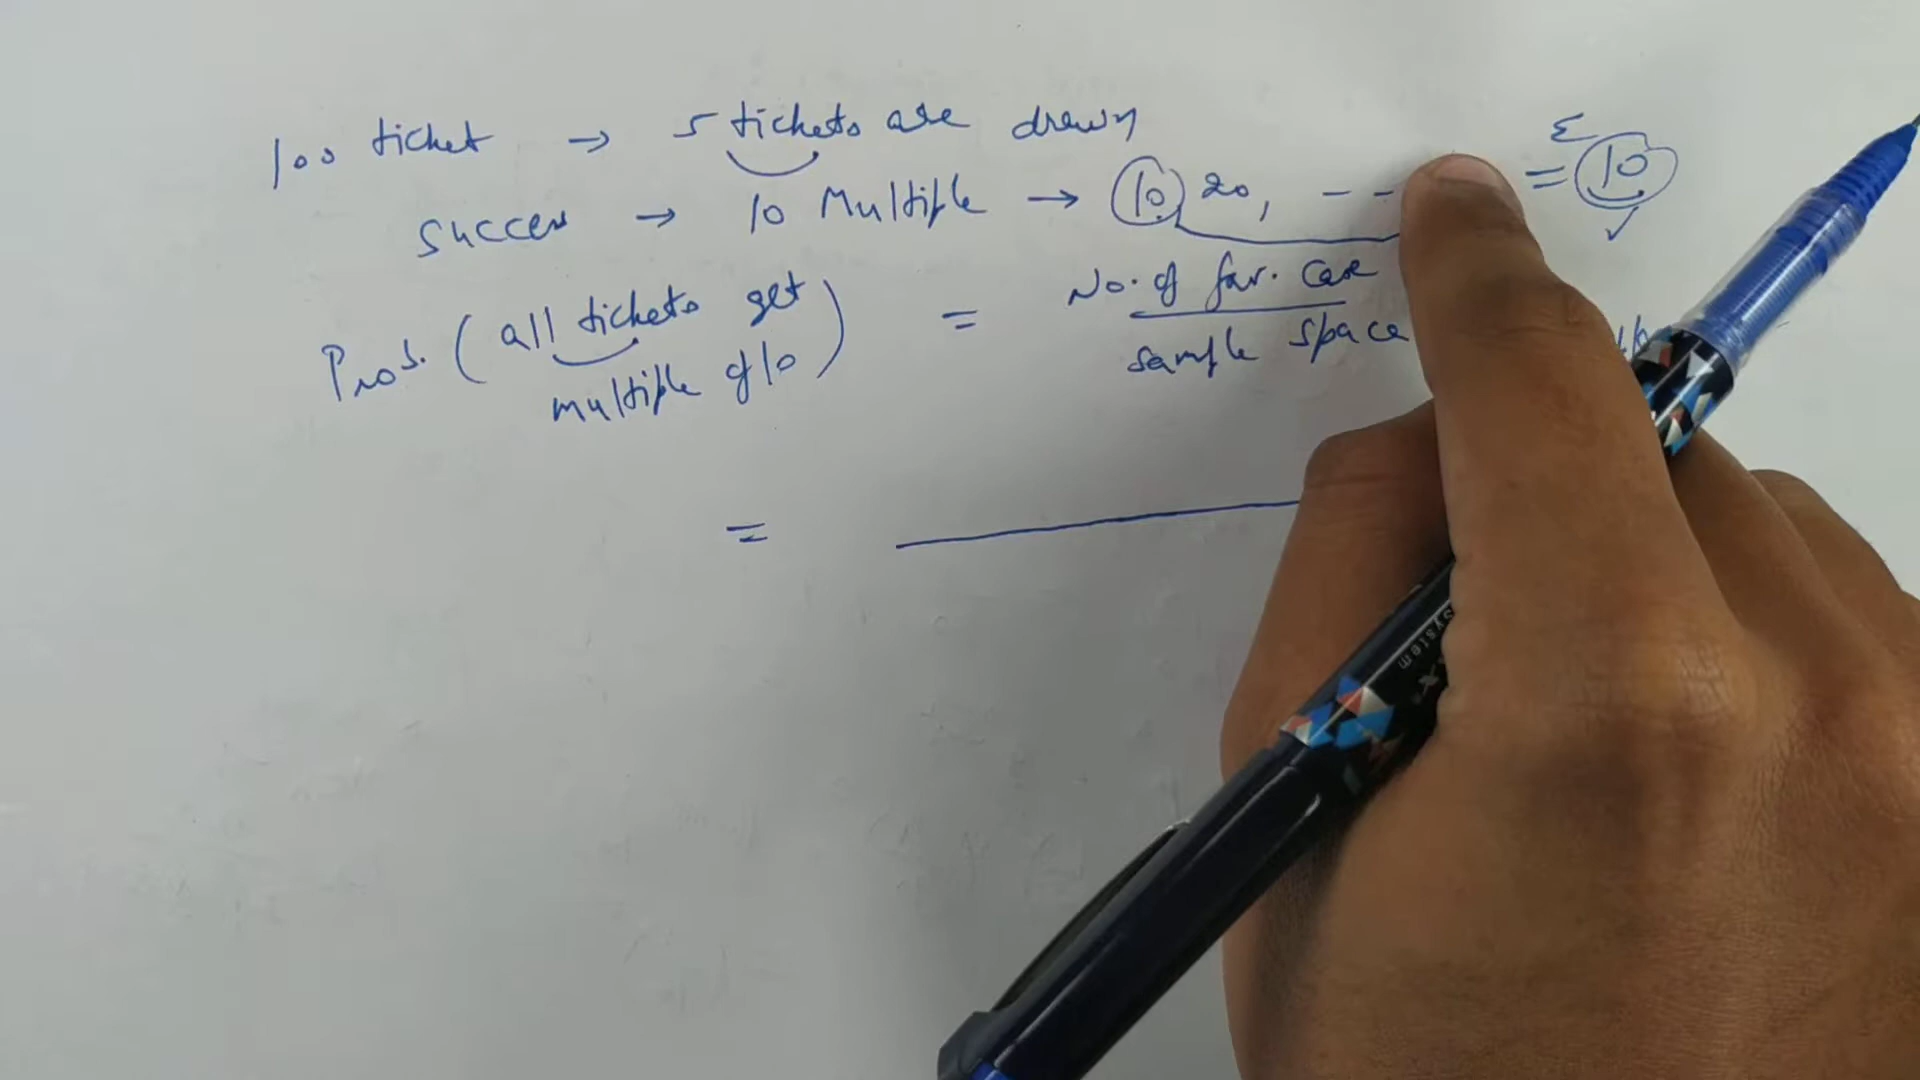 100 ticket → 5 tickets are drawn
success → 10 Multiple → 10 20, -- = 10 ✓
Prob. ( all tickets get multiple of 10 ) = No. of fav. case
sample space
=
system